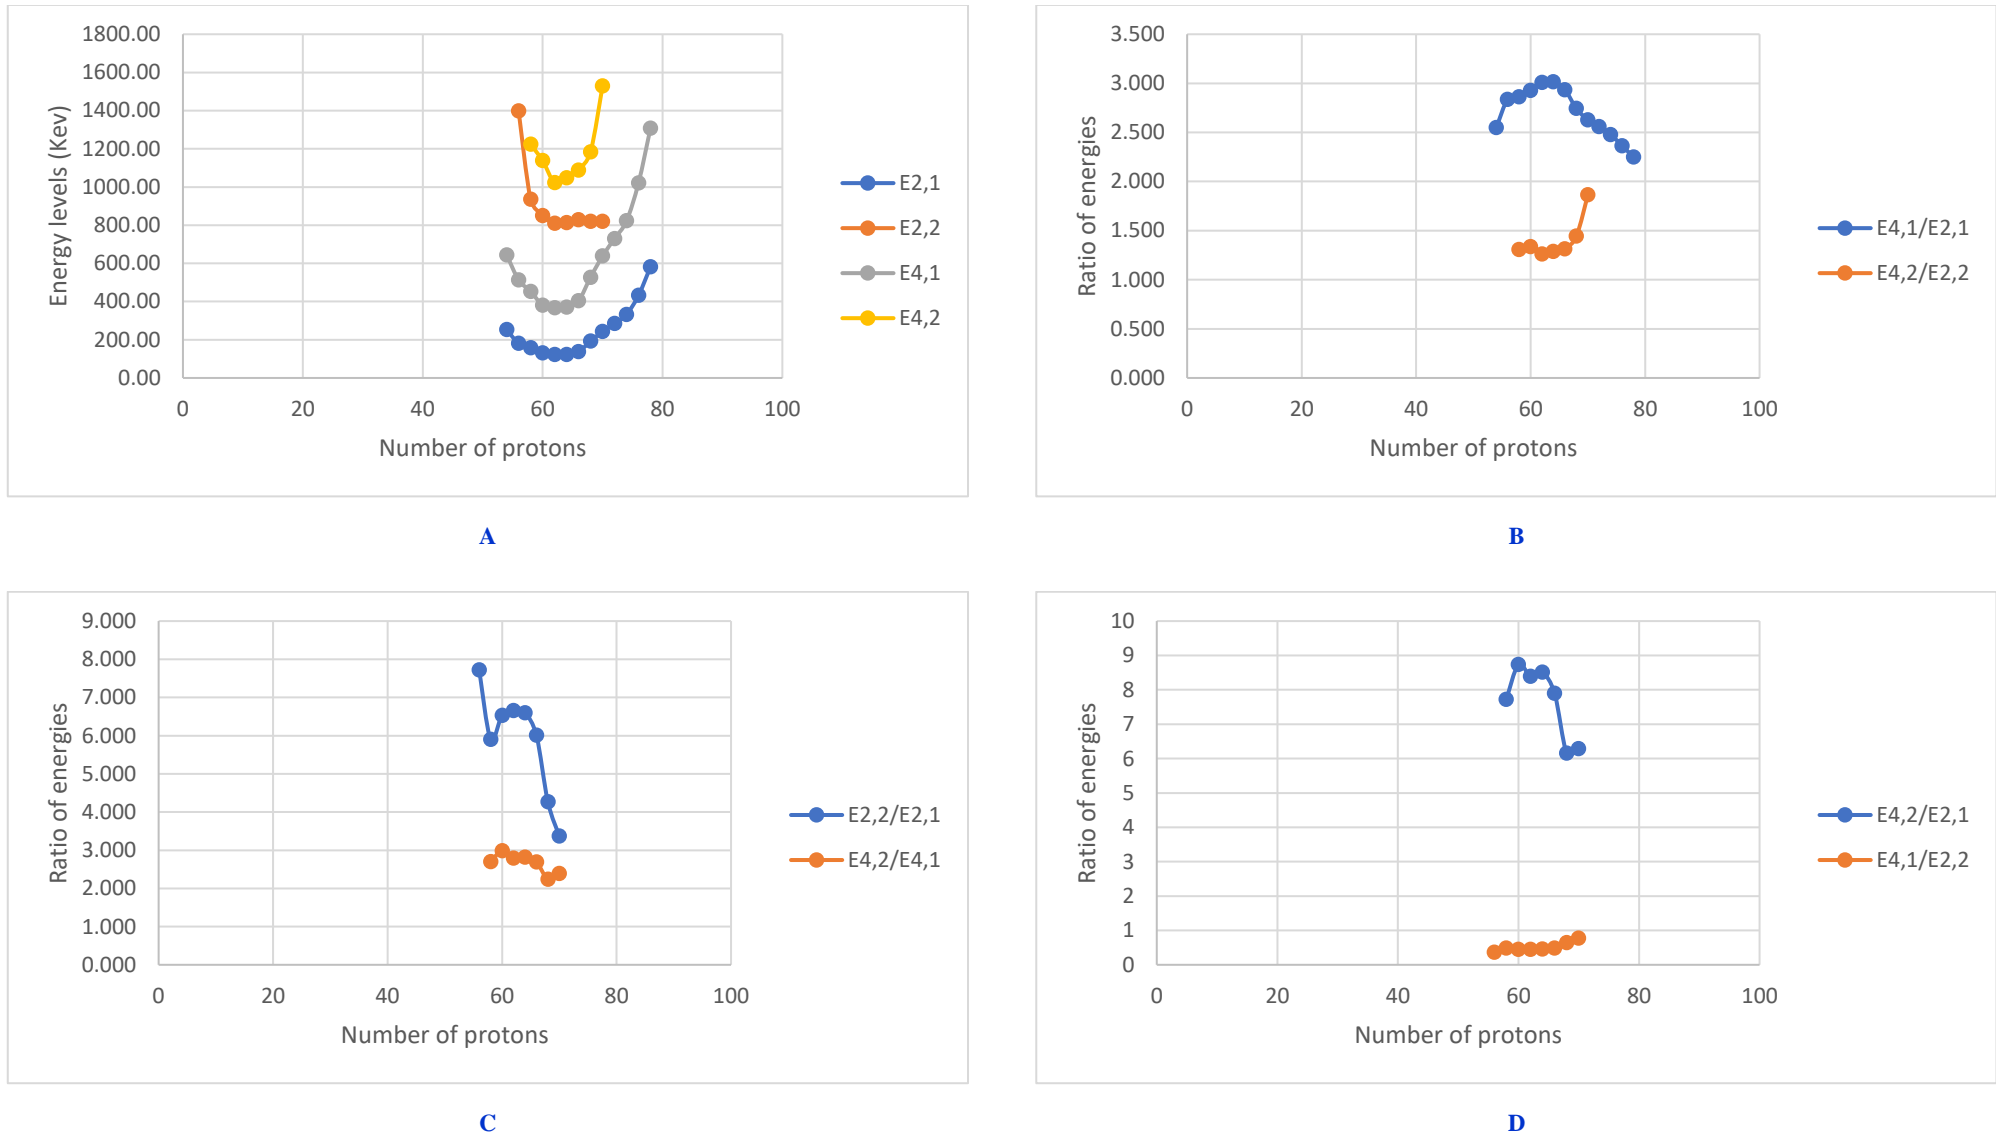 1800.00
1600.00
1400.00
1200.00
1000.00
800.00
600.00
400.00
200.00
0.00
Energy levels (Kev)
0 20 40 60 80 100
Number of protons
E2,1
E2,2
E4,1
E4,2
A
3.500
3.000
2.500
2.000
1.500
1.000
0.500
0.000
Ratio of energies
0 20 40 60 80 100
Number of protons
E4,1/E2,1
E4,2/E2,2
B
9.000
8.000
7.000
6.000
5.000
4.000
3.000
2.000
1.000
0.000
Ratio of energies
0 20 40 60 80 100
Number of protons
E2,2/E2,1
E4,2/E4,1
C
10
9
8
7
6
5
4
3
2
1
0
Ratio of energies
0 20 40 60 80 100
Number of protons
E4,2/E2,1
E4,1/E2,2
D